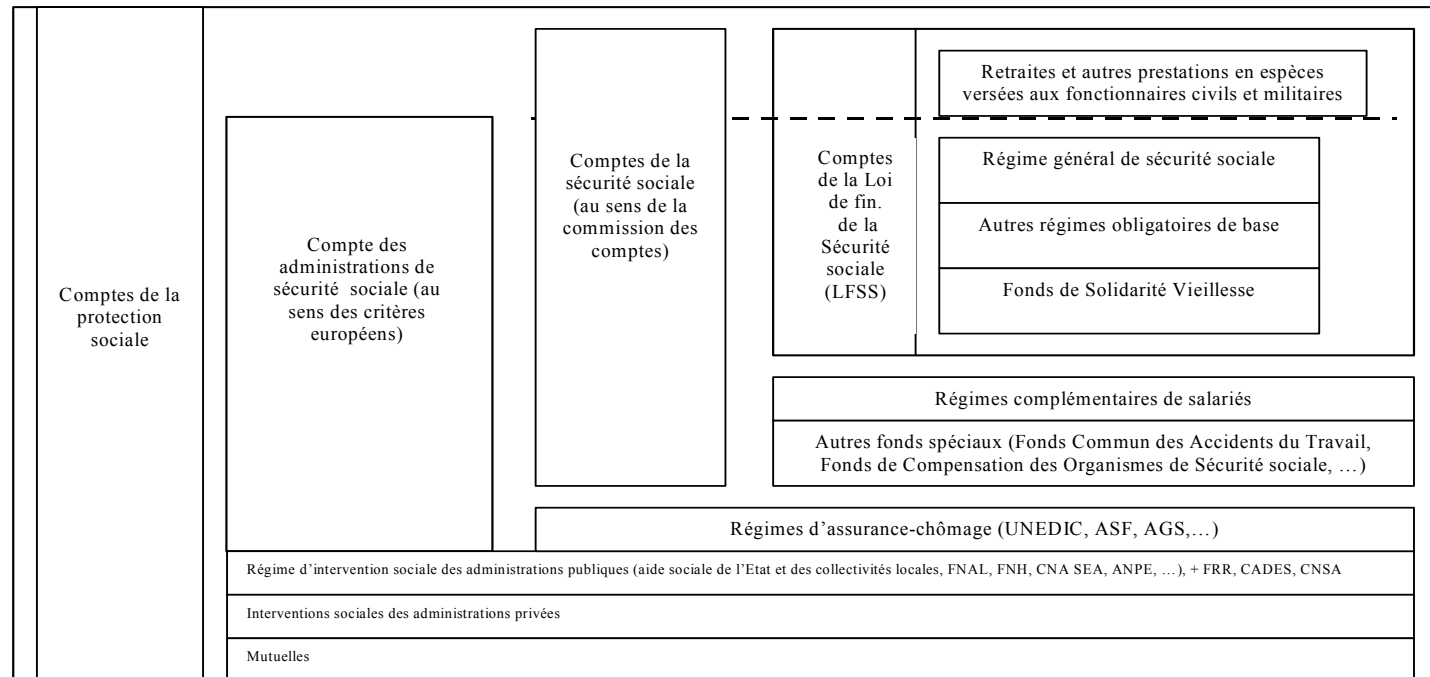 Comptes de la
protection
sociale
Compte des
administrations de
sécurité sociale (au
sens des critères
européens)
Comptes de la
sécurité sociale
(au sens de la
commission des
comptes)
Comptes
de la Loi
de fin.
de la
Sécurité
sociale
(LFSS)
Retraites et autres prestations en espèces
versées aux fonctionnaires civils et militaires
Régime général de sécurité sociale
Autres régimes obligatoires de base
Fonds de Solidarité Vieillesse
Régimes complémentaires de salariés
Autres fonds spéciaux (Fonds Commun des Accidents du Travail,
Fonds de Compensation des Organismes de Sécurité sociale, …)
Régimes d’assurance-chômage (UNEDIC, ASF, AGS,…)
Régime d’intervention sociale des administrations publiques (aide sociale de l’Etat et des collectivités locales, FNAL, FNH, CNA SEA, ANPE, …), + FRR, CADES, CNSA
Interventions sociales des administrations privées
Mutuelles